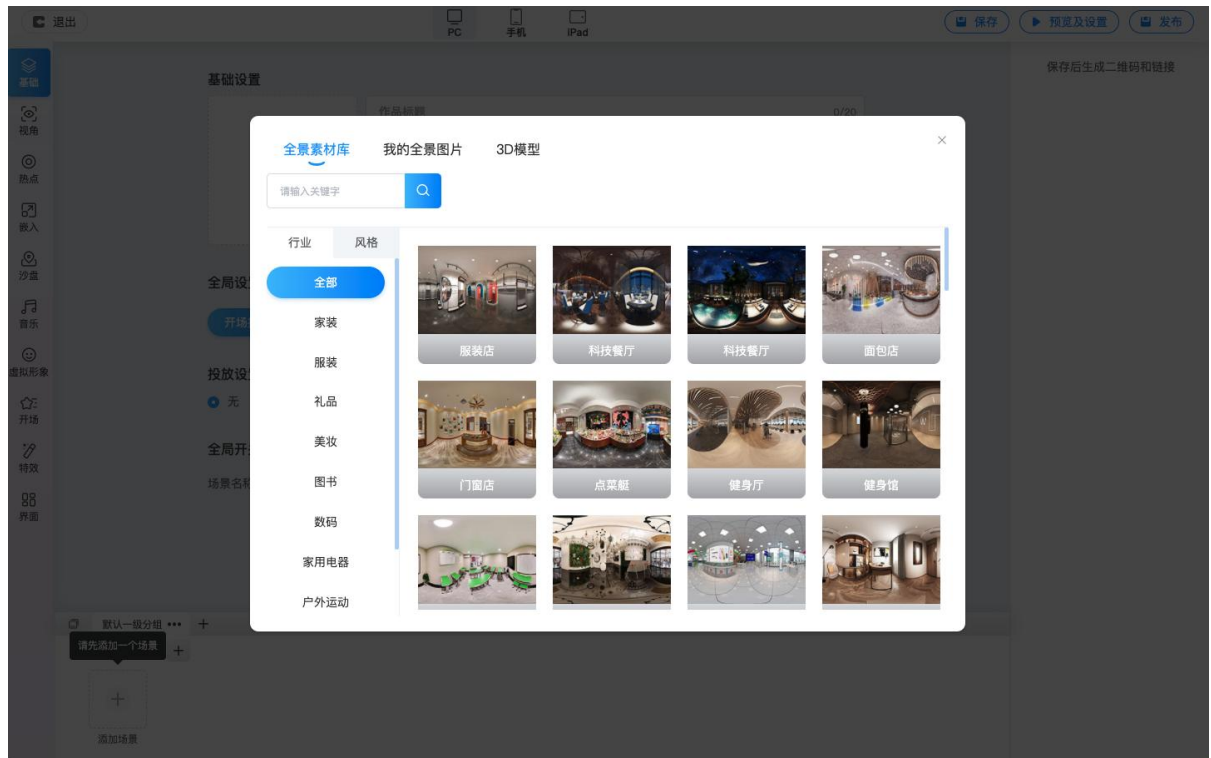 退出
PC
手机
iPad
保存
预览及设置
发布
基础
视角
热点
嵌入
沙盘
音乐
虚拟形象
开场
特效
界面
基础设置
作品标题
0/20
保存后生成二维码和链接
全景素材库
我的全景图片
3D模型
请输入关键字
行业
风格
全部
家装
服装
礼品
美妆
图书
数码
家用电器
户外运动
服装店
科技餐厅
科技餐厅
面包店
门窗店
点菜艇
健身厅
健身馆
全局设
开场
投放设
无
全局开
场景名称
默认一级分组
请先添加一个场景
添加场景